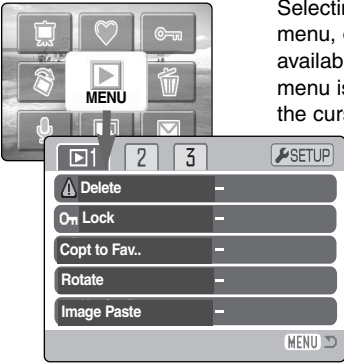 Selecting
menu,
availab
menu is
the curs
MENU
1 2 3 SETUP
Delete –
Lock –
Copt to Fav.. –
Rotate –
Image Paste –
MENU